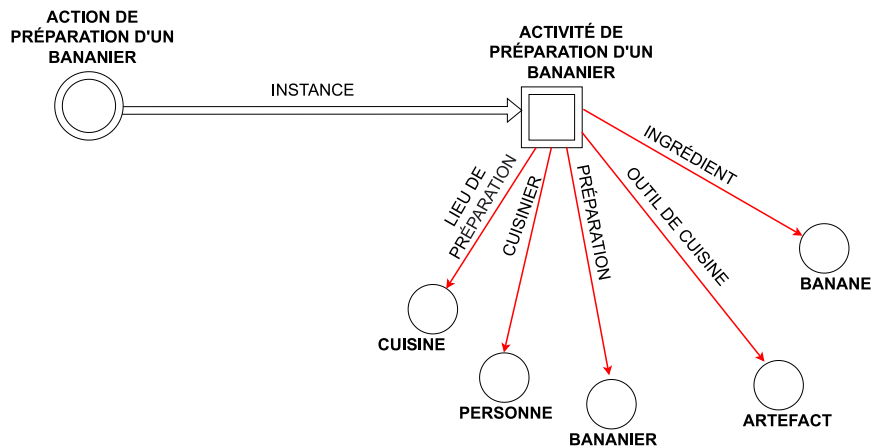 ACTION DE
PRÉPARATION D'UN
BANANIER
ACTIVITÉ DE
PRÉPARATION D'UN
BANANIER
INSTANCE
LIEU DE
PRÉPARATION
CUISINIER
PRÉPARATION
OUTIL DE CUISINE
INGRÉDIENT
BANANE
CUISINE
PERSONNE
BANANIER
ARTEFACT